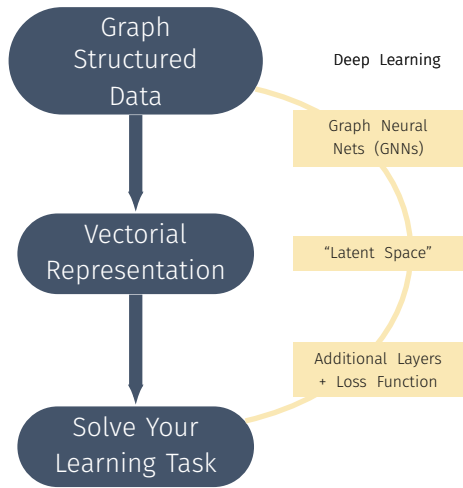 Graph
Structured
Data
Deep Learning
Graph Neural
Nets (GNNs)
Vectorial
Representation
“Latent Space”
Additional Layers
+ Loss Function
Solve Your
Learning Task